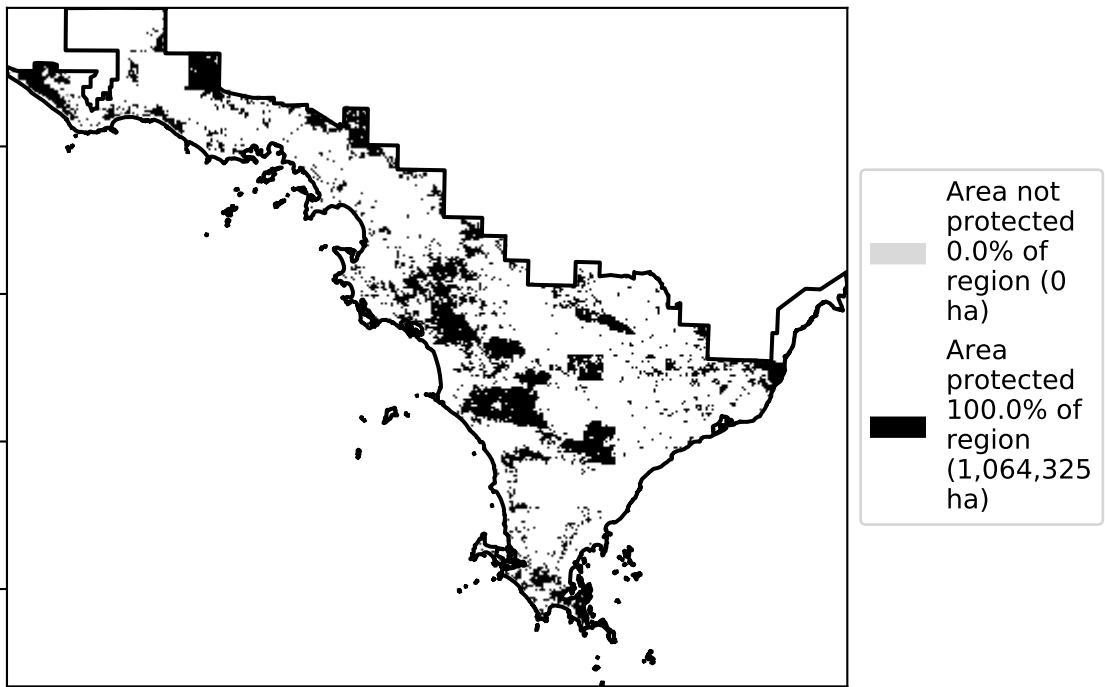 Area not
protected
0.0% of
region (0
ha)
Area
protected
100.0% of
region
(1,064,325
ha)